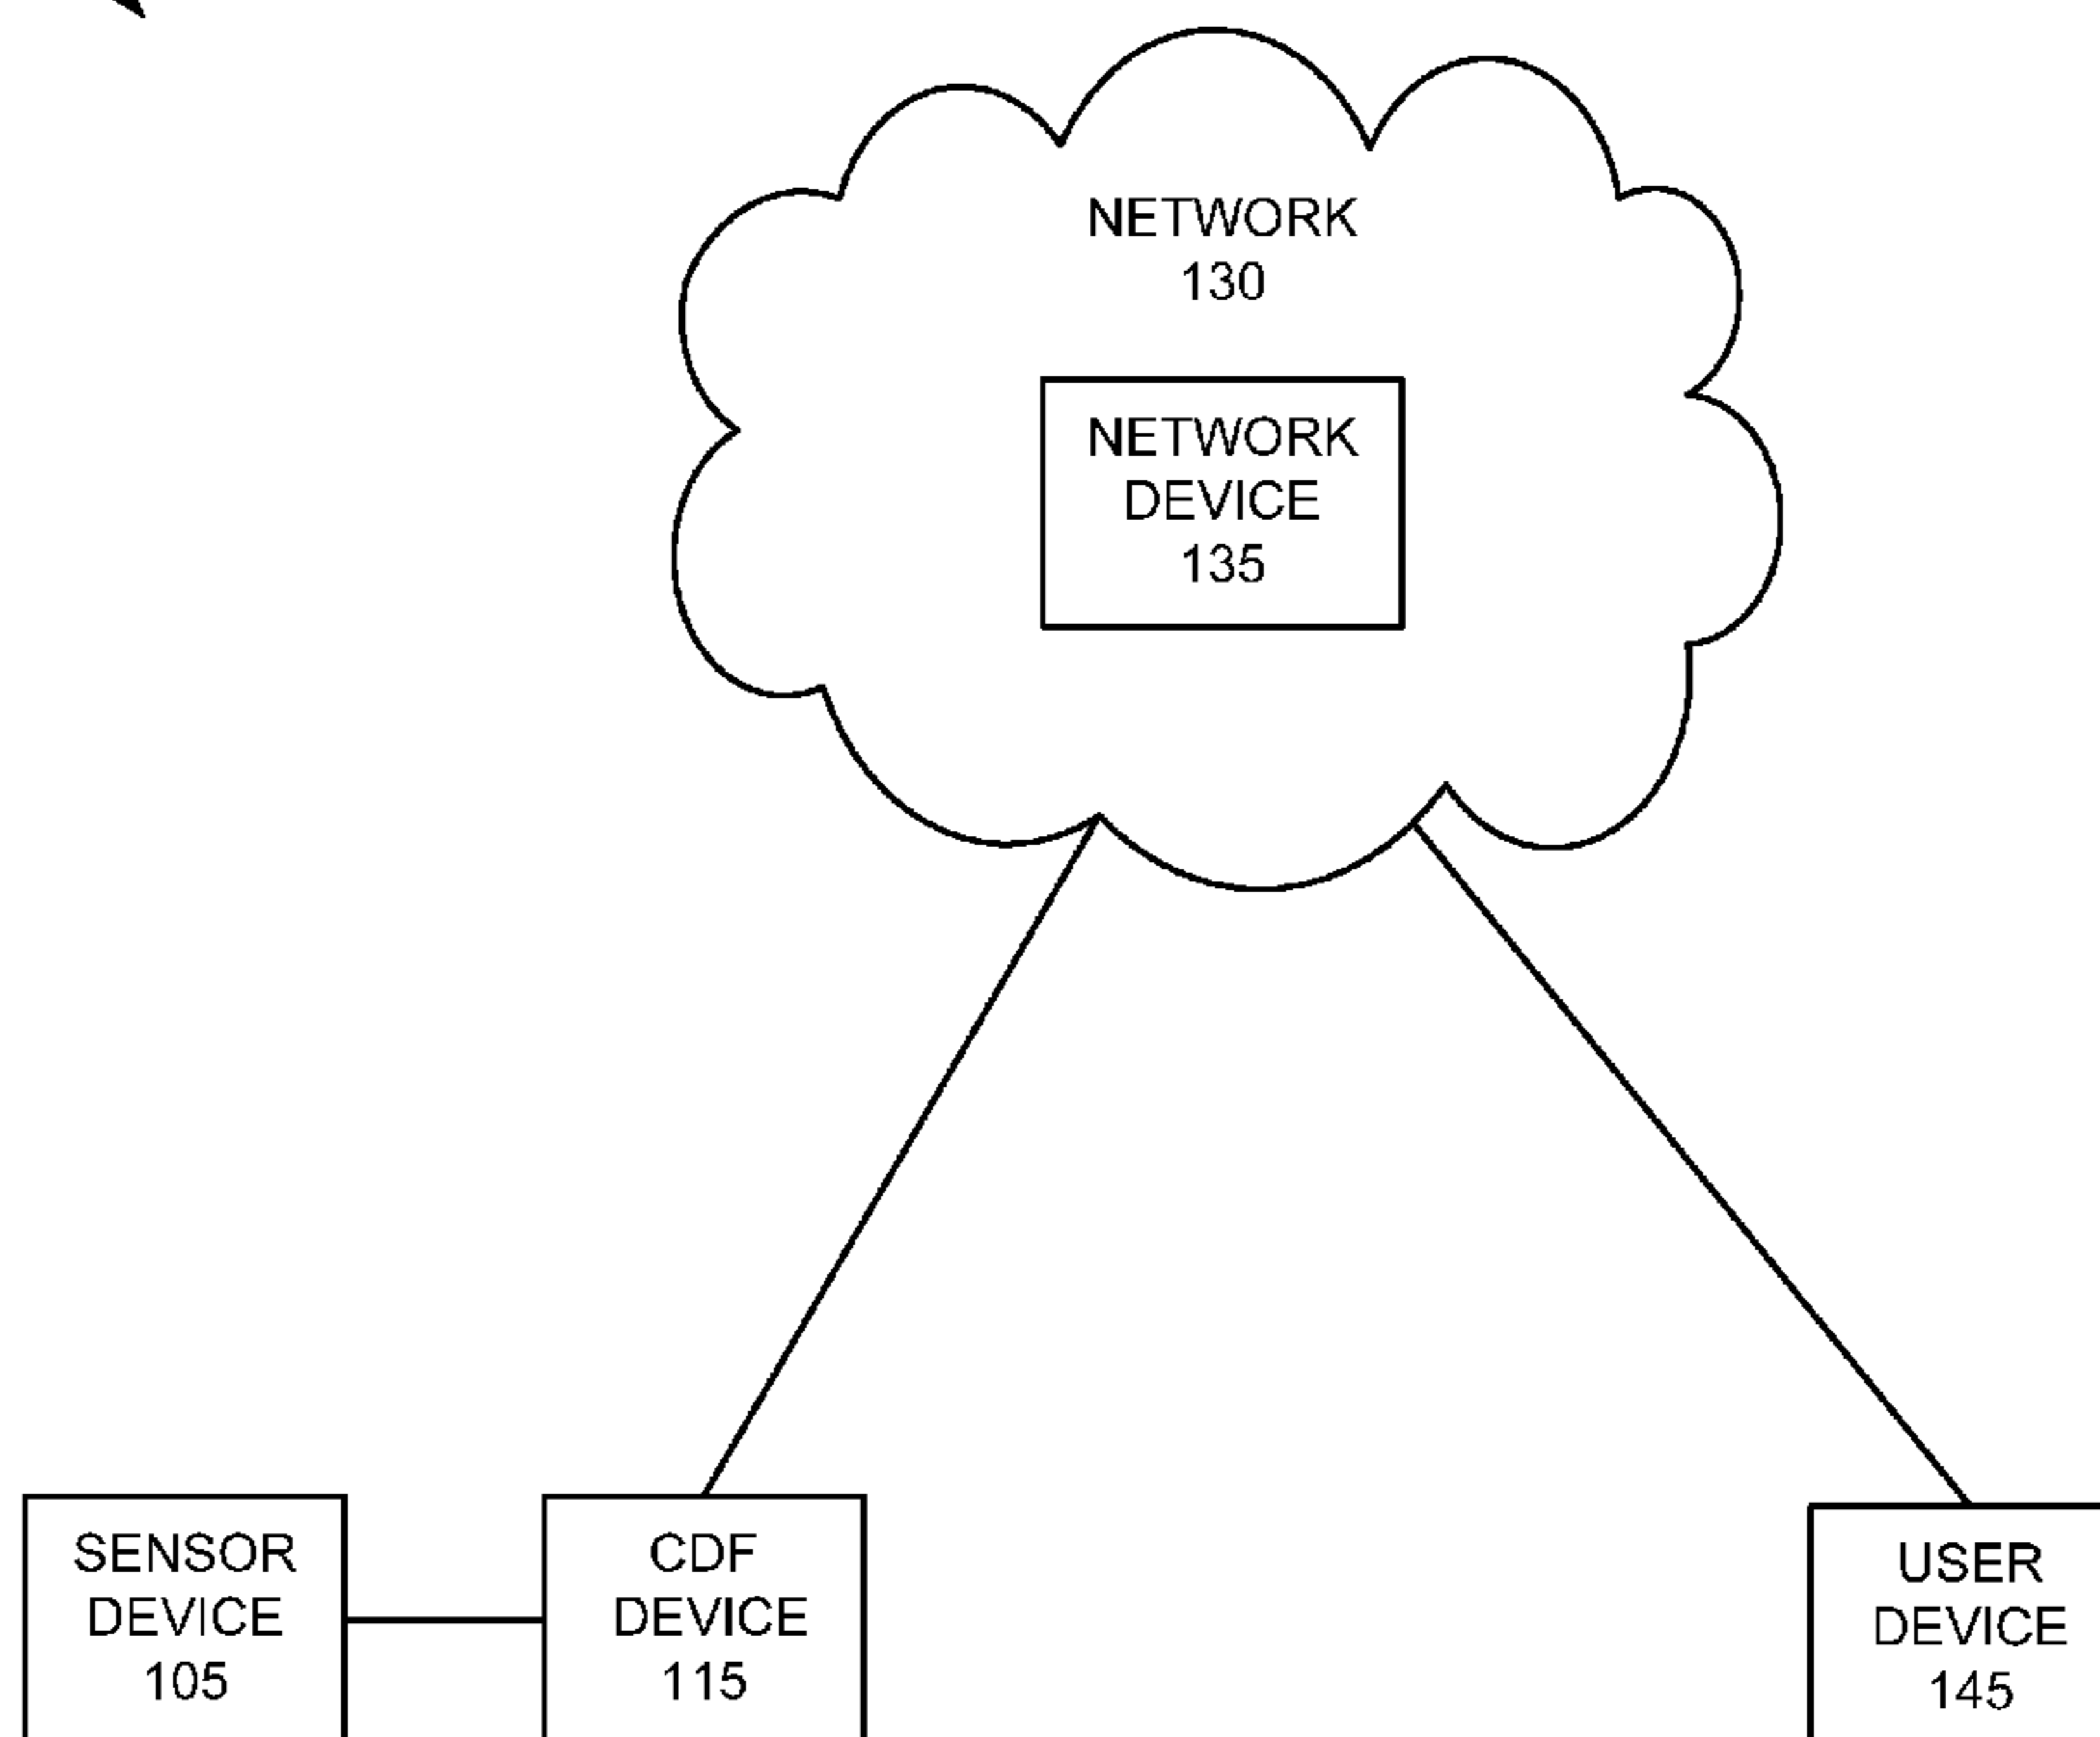 NETWORK
130
NETWORK
DEVICE
135
SENSOR
DEVICE
105
CDF
DEVICE
115
USER
DEVICE
145